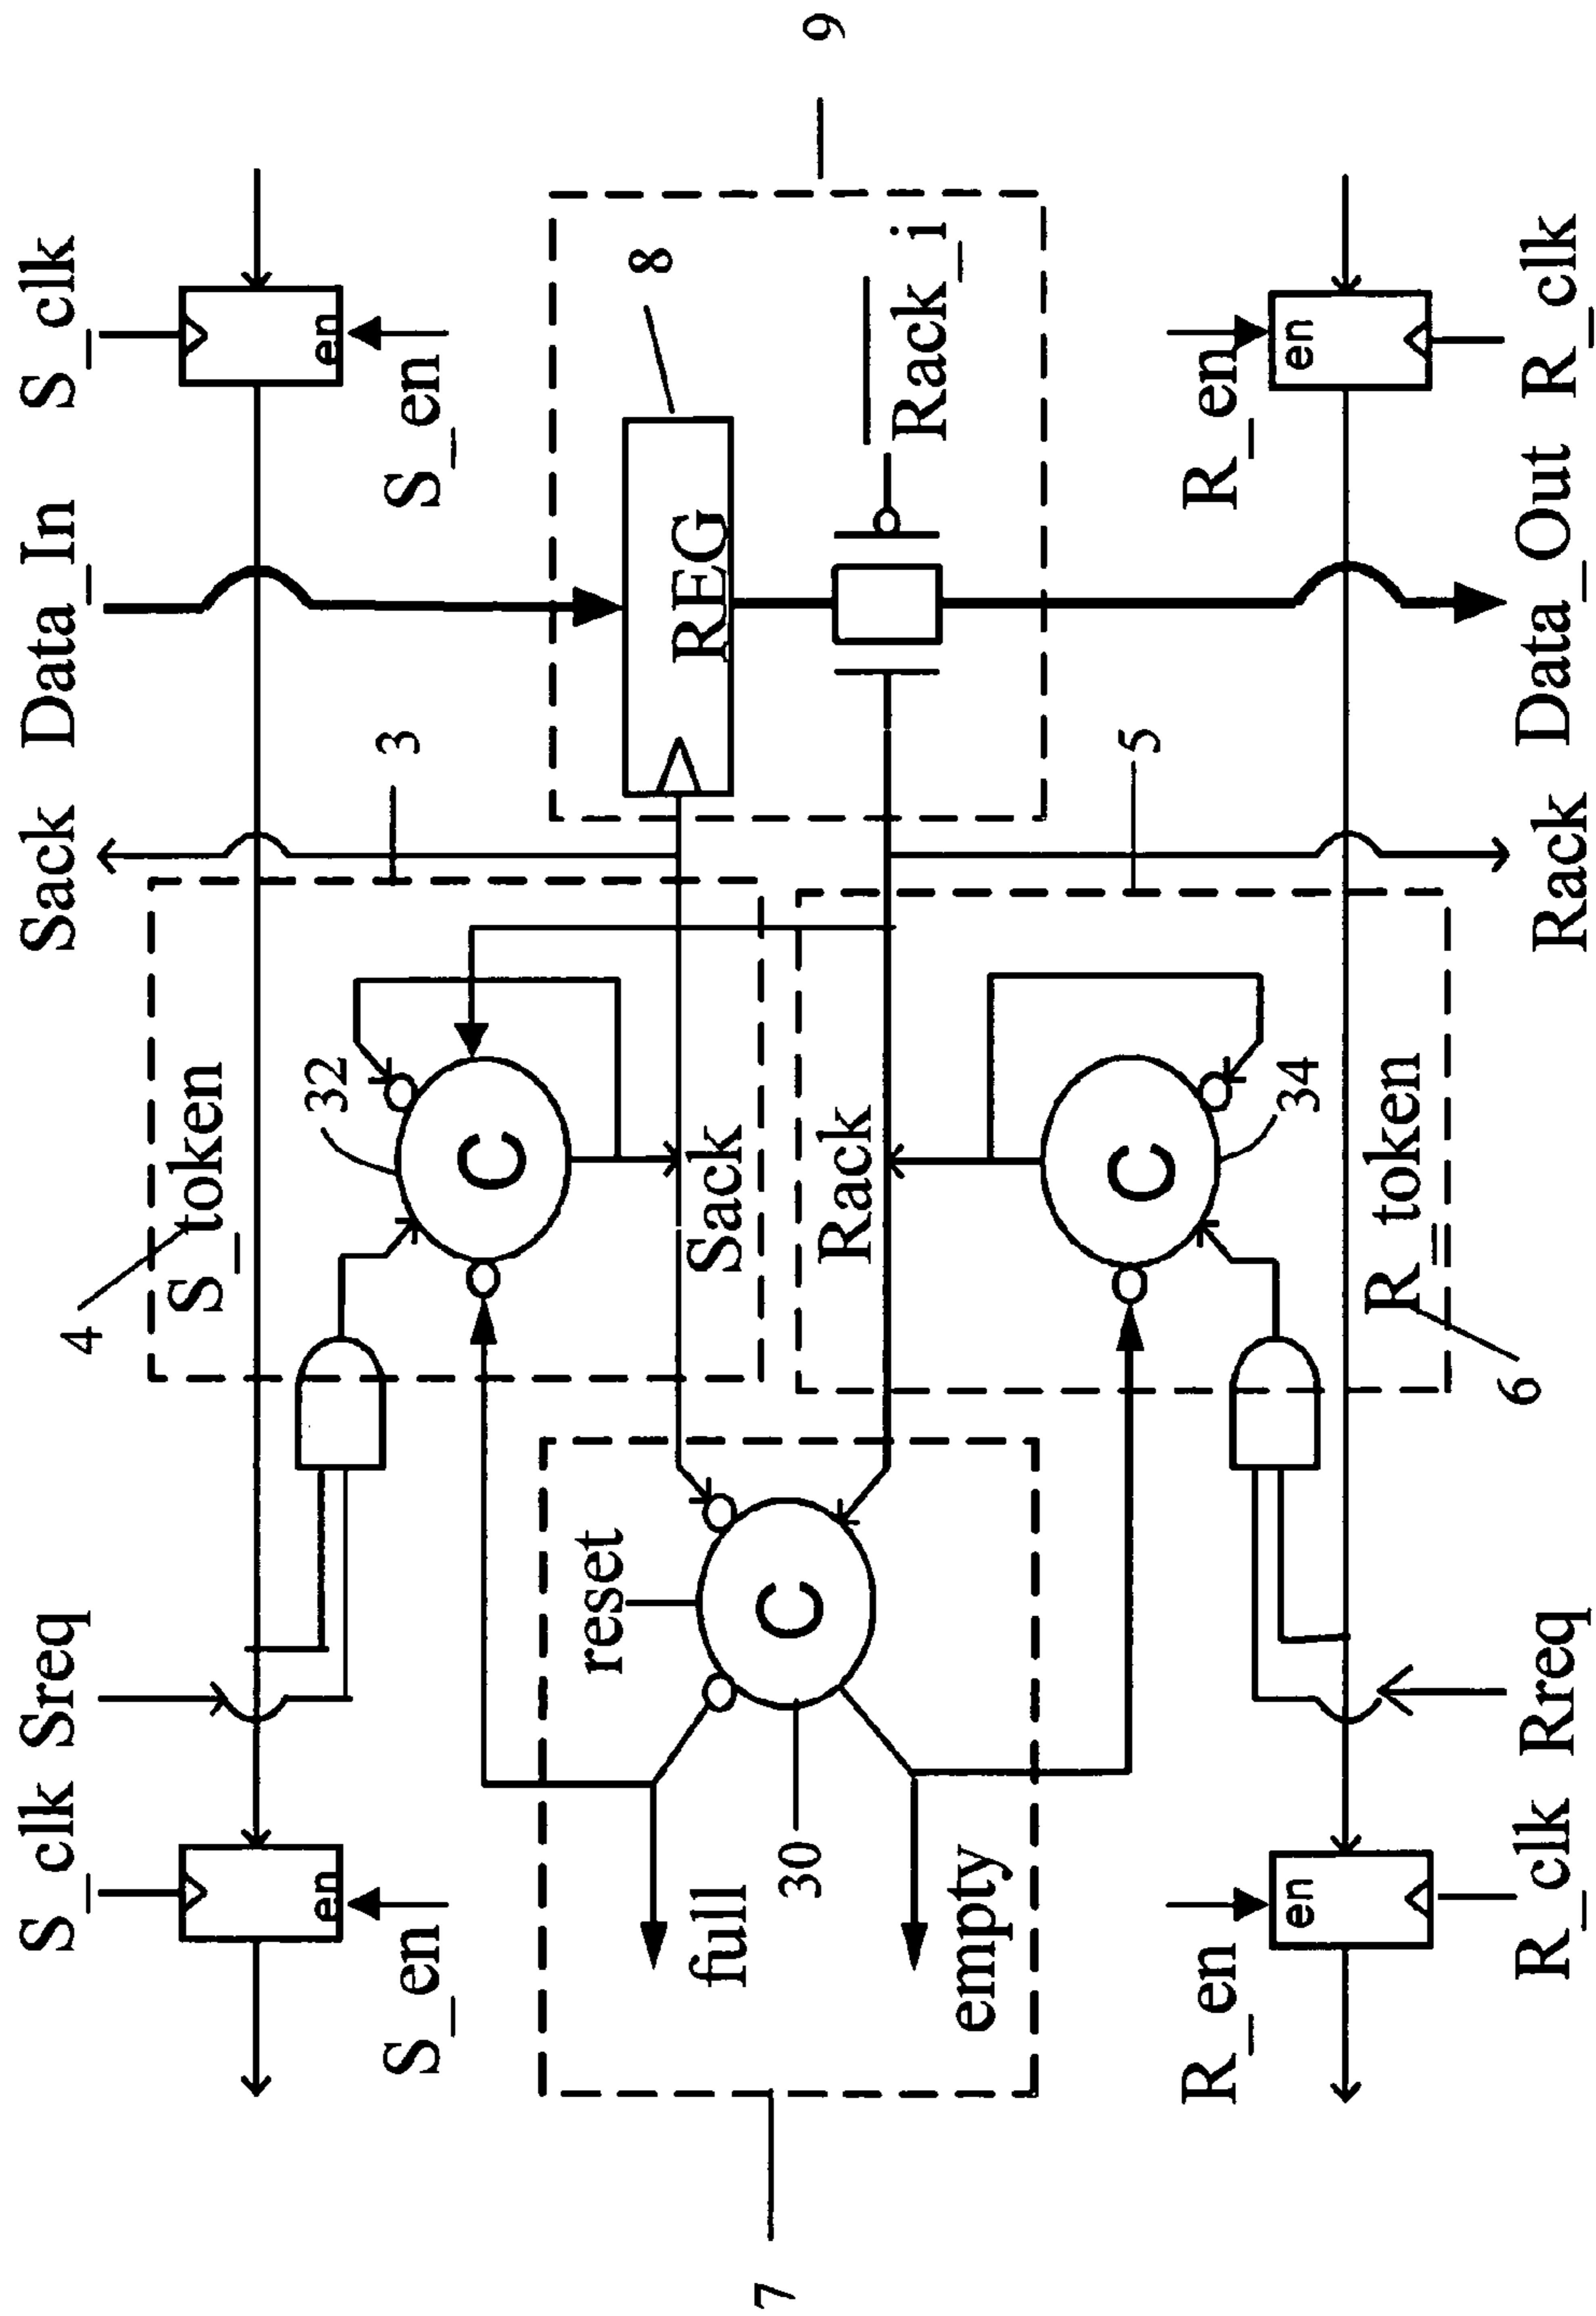 S_clk Sreq
Sack Data_In
S_clk
4
S_token
3
en
S_en
32
C
en
S_en
7
full
reset
30
C
empty
Sack
Rack
REG
8
Rack_i
9
R_en
en
C
34
5
R_en
en
R_token
6
R_clk Rreq
Rack Data_Out R_clk